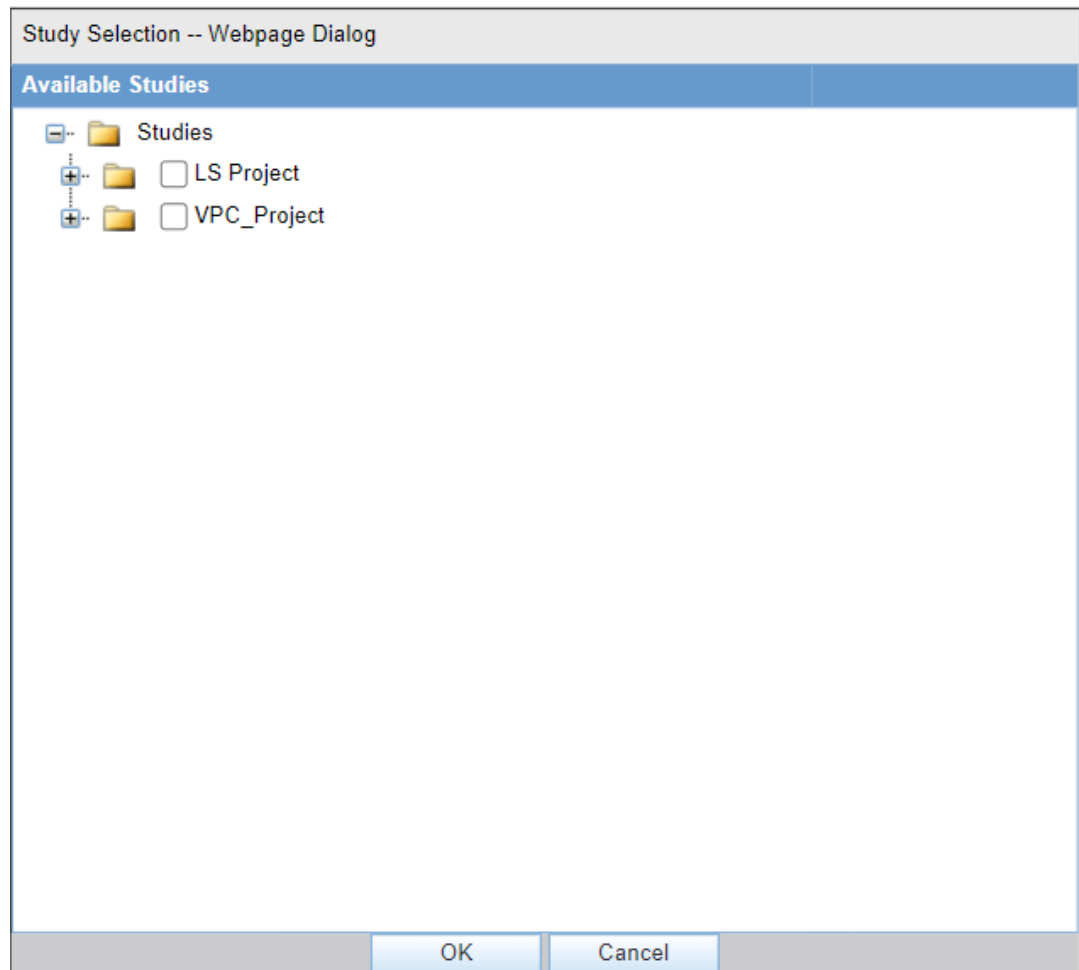 Study Selection -- Webpage Dialog
Available Studies
Studies
LS Project
VPC_Project
OK Cancel